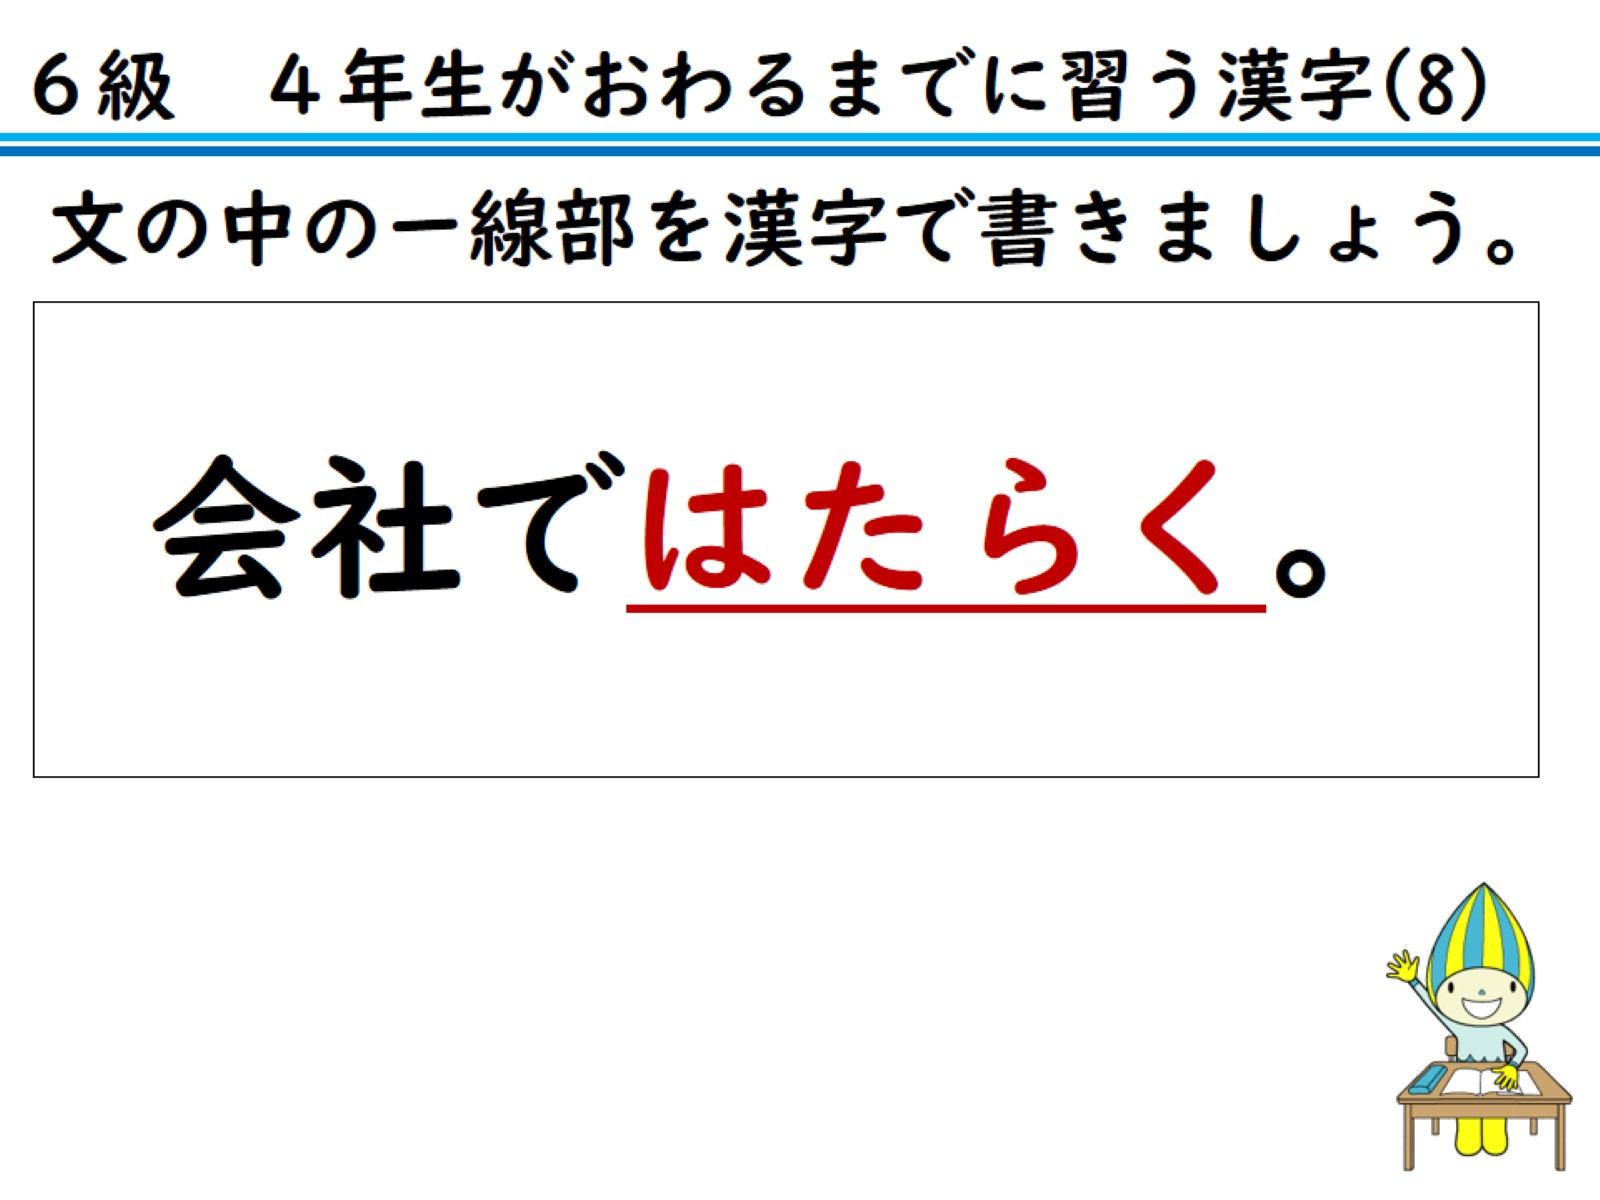 ６級　４年生がおわるまでに習う漢字(8)
文の中の―線部を漢字で書きましょう。
会社ではたらく。